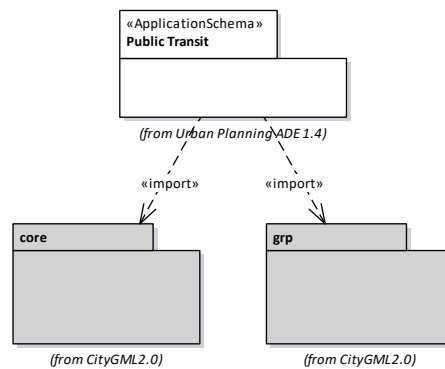 «ApplicationSchema»
Public Transit
(from Urban Planning ADE 1.4)
«import» «import»
core grp
(from CityGML2.0) (from CityGML2.0)